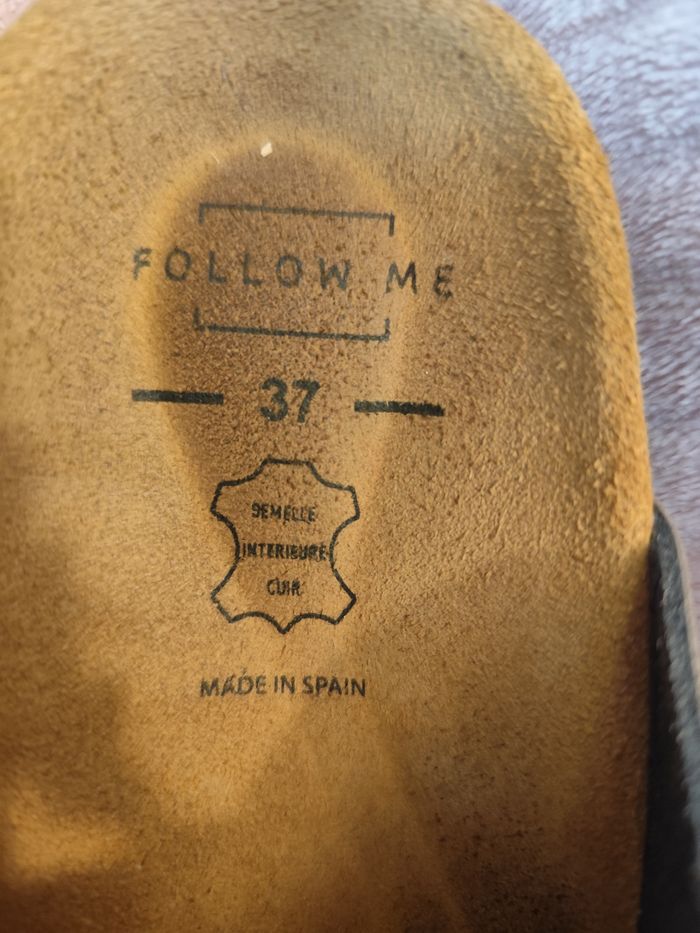 FOLLOW ME
37
SEMELLE
INTERIEURE
CUIR
MADE IN SPAIN